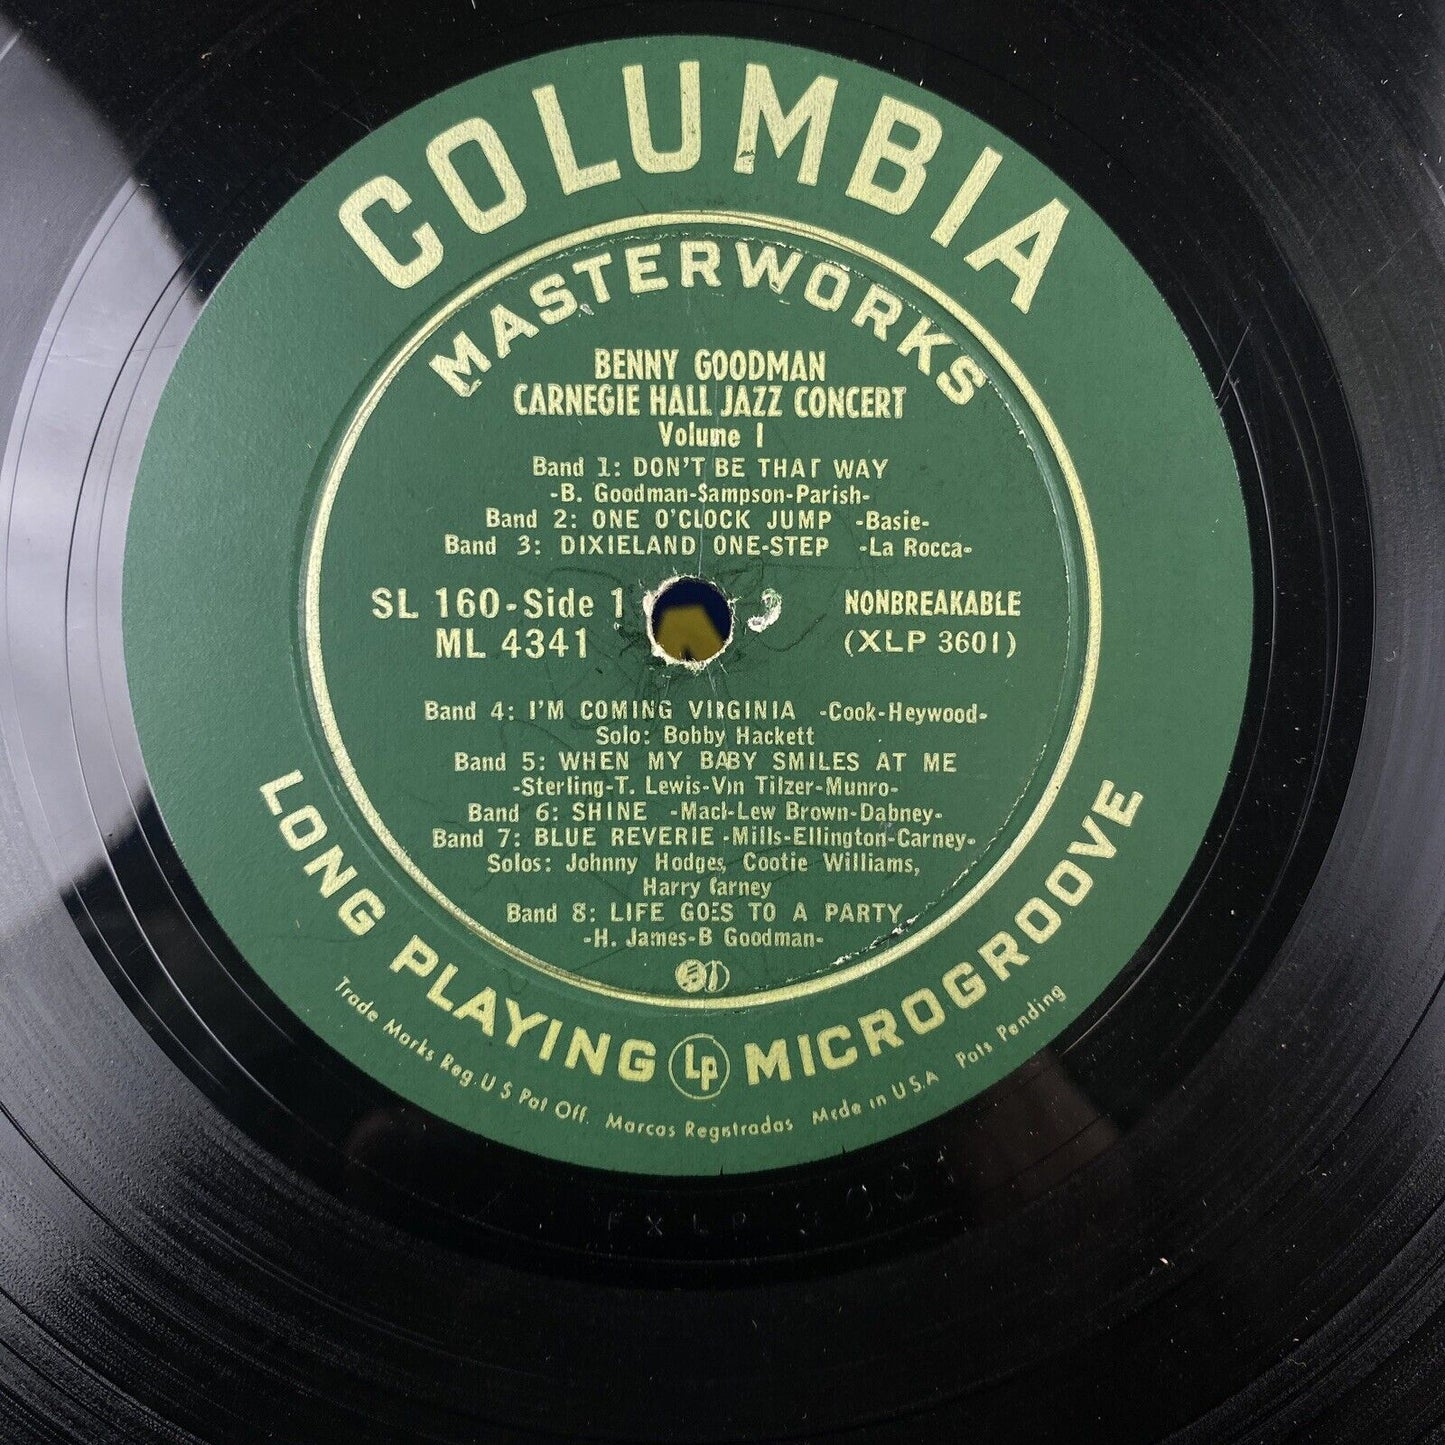 COLUMBIA
MASTERWORKS
BENNY GOODMAN
CARNEGIE HALL JAZZ CONCERT
Volume I
Band 1: DON'T BE THAT WAY
-B. Goodman-Sampson-Parish-
Band 2: ONE O'CLOCK JUMP -Basie-
Band 3: DIXIELAND ONE-STEP -La Rocca-
SL 160-Side 1 NONBREAKABLE
ML 4341 (XLP 3601)
Band 4: I'M COMING VIRGINIA -Cook-Heywood-
Solo: Bobby Hackett
Band 5: WHEN MY BABY SMILES AT ME
-Sterling-T. Lewis-Von Tilzer-Munro-
Band 6: SHINE -Mack-Lew Brown-Dabney-
Band 7: BLUE REVERIE -Mills-Ellington-Carney-
Solos: Johnny Hodges, Cootie Williams,
Harry Carney
Band 8: LIFE GOES TO A PARTY
-H. James-B Goodman-
LONG PLAYING LP MICROGROOVE
Trade Marks Reg. U S Pat Off. Marcas Registradas Made in U.S.A Pats Pending